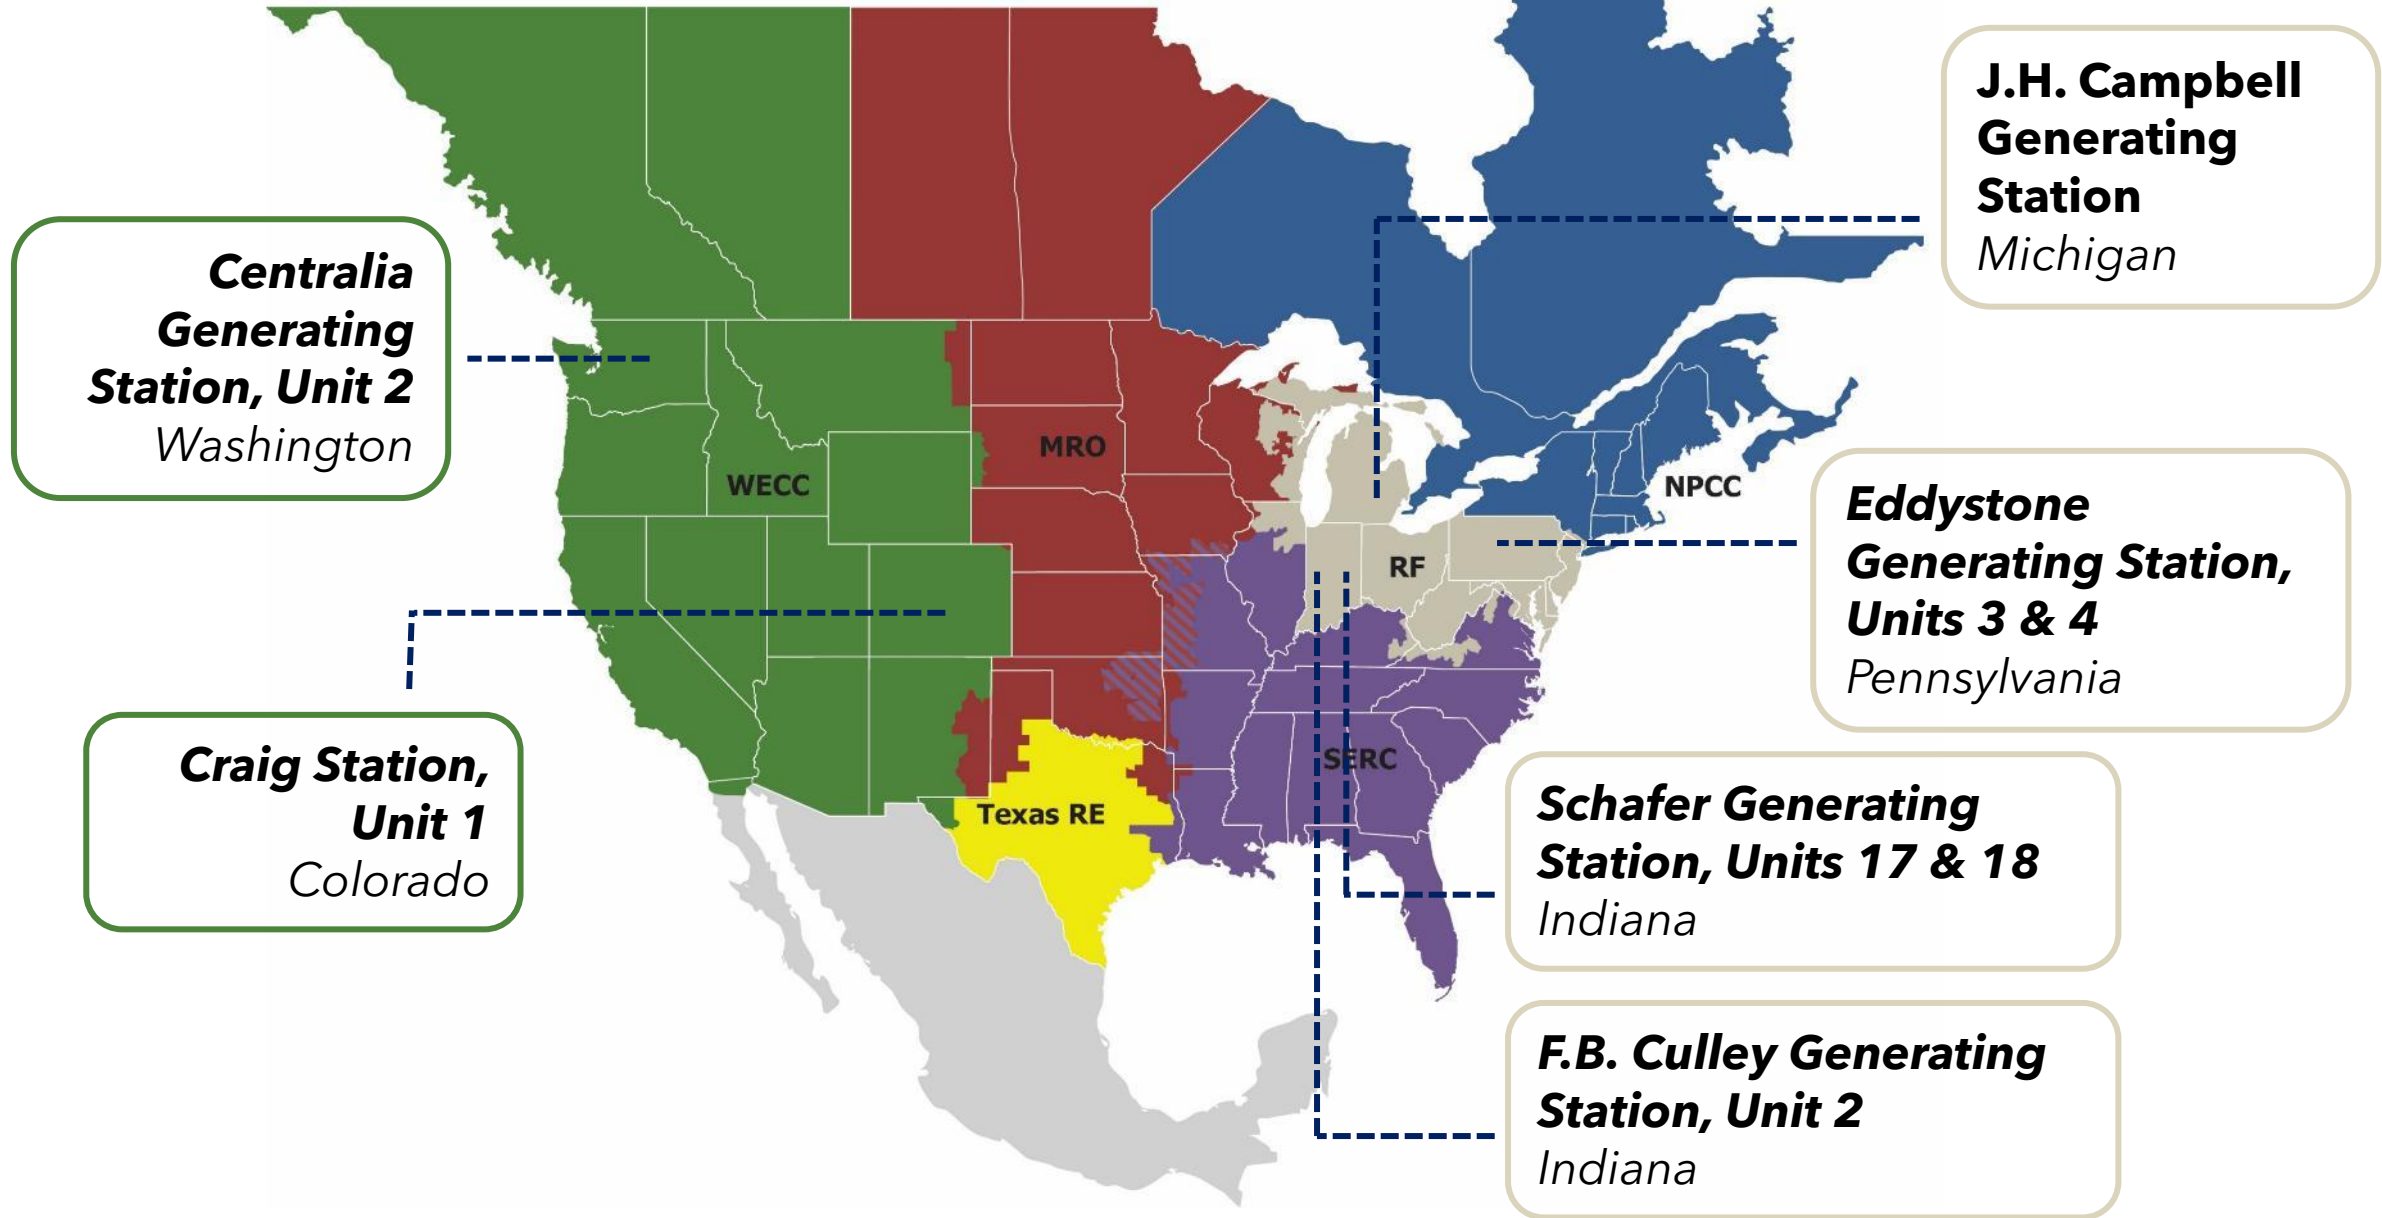 J.H. Campbell
Generating
Station
Michigan
Centralia
Generating
Station, Unit 2
Washington
MRO
WECC
NPCC
Eddystone
Generating Station,
Units 3 & 4
Pennsylvania
RF
Craig Station,
Unit 1
Colorado
SERC
Texas RE
Schafer Generating
Station, Units 17 & 18
Indiana
F.B. Culley Generating
Station, Unit 2
Indiana